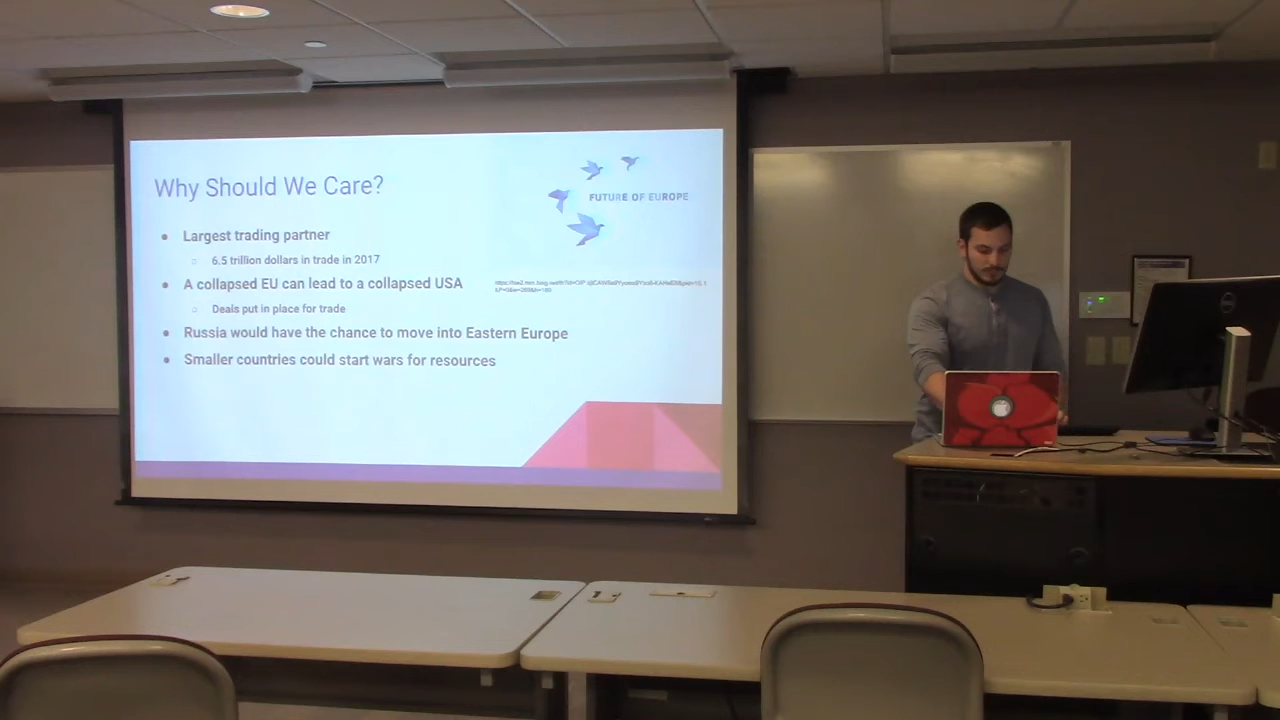 Why Should We Care?
FUTURE OF EUROPE
● Largest trading partner
○ 6.5 trillion dollars in trade in 2017
● A collapsed EU can lead to a collapsed USA
○ Deals put in place for trade
● Russia would have the chance to move into Eastern Europe
● Smaller countries could start wars for resources
DELL